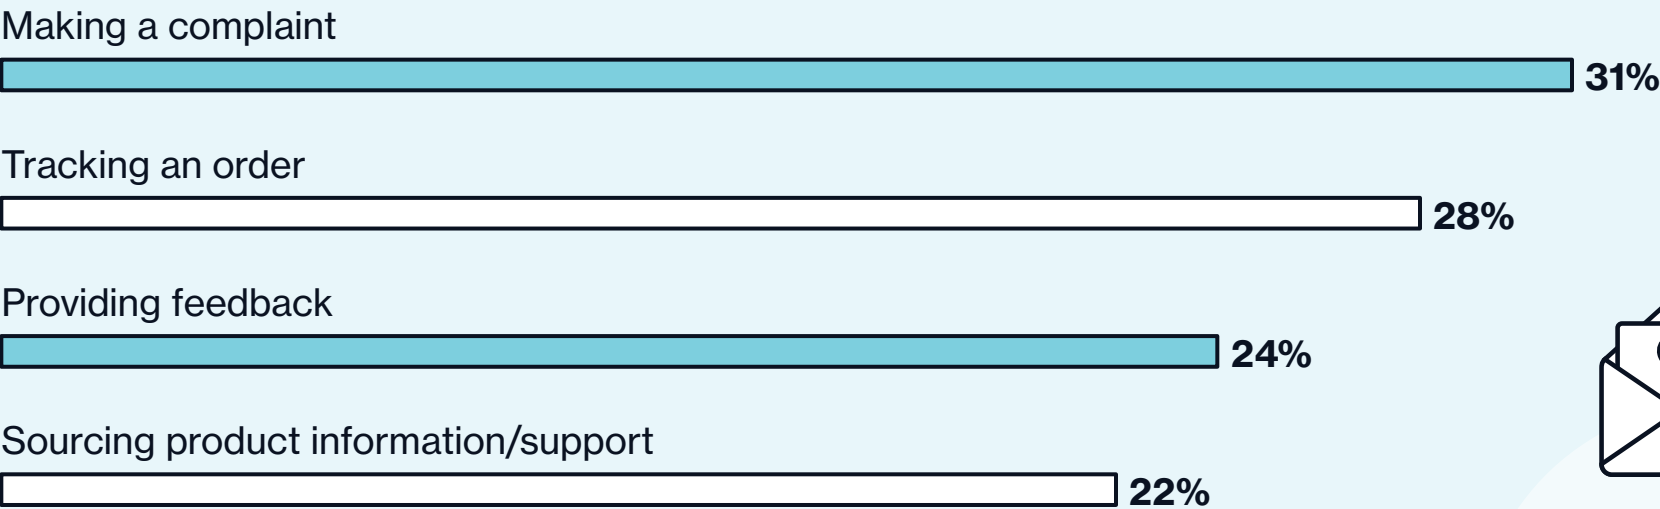 Making a complaint
31%
Tracking an order
28%
Providing feedback
24%
Sourcing product information/support
22%